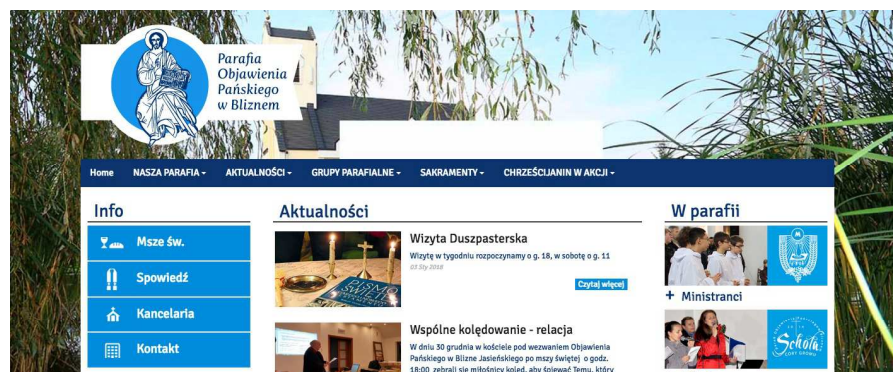 Parafia
Objawienia
Pańskiego
w Bliznem
Home NASZA PARAFIA AKTUALNOŚCI GRUPY PARAFIALNE SAKRAMENTY CHRZEŚCIJANIN W AKCJI
Info
Msze św.
Spowiedź
Kancelaria
Kontakt
Aktualności
Wizyta Duszpasterska
Wizytę w tygodniu rozpoczynamy o g. 18, w sobotę o g. 11
03 Sty 2018
Czytaj więcej
PISMO
Wspólne kolędowanie - relacja
W dniu 30 grudnia w kościele pod wezwaniem Objawienia
Pańskiego w Blizne Jasieńskiego po mszy świętej o godz.
18:00 zebrali się miłośnicy kolęd, aby śpiewać Temu, który
W parafii
+ Ministranci
Schola